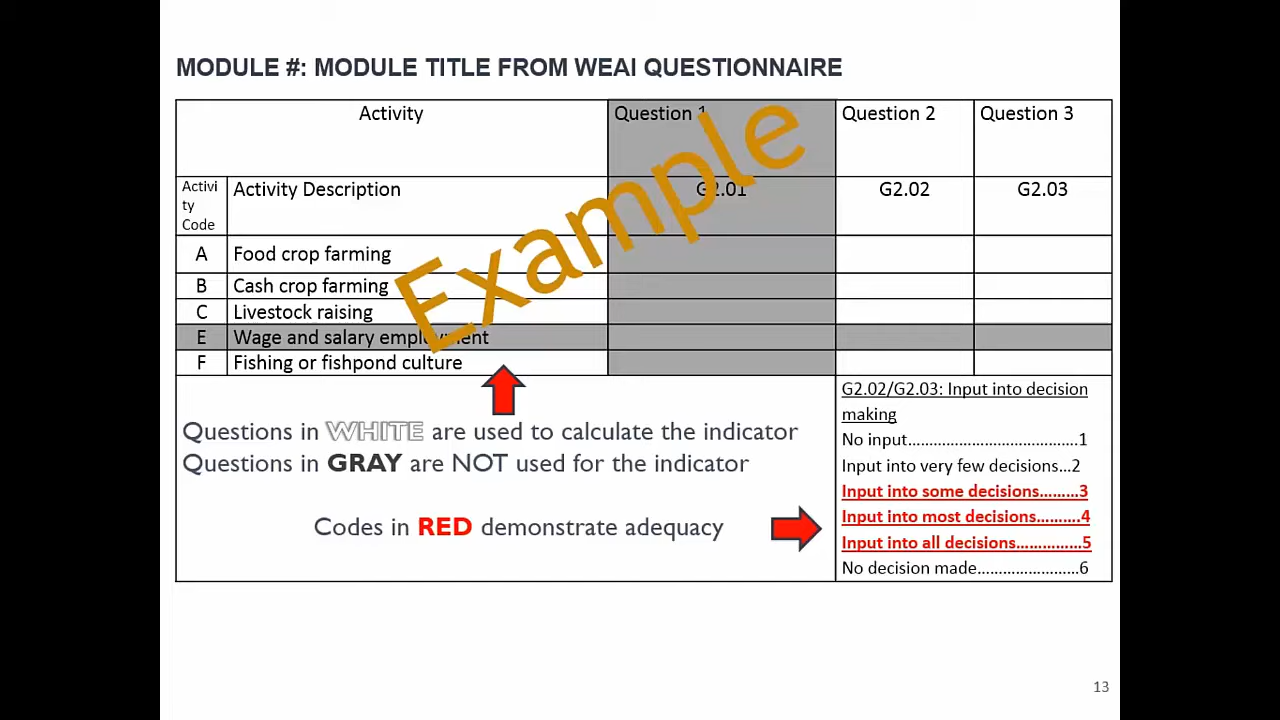 MODULE #: MODULE TITLE FROM WEAI QUESTIONNAIRE
Activity
Question 1
Question 2
Question 3
Activi
ty
Code
Activity Description
G2.01
G2.02
G2.03
A
Food crop farming
B
Cash crop farming
C
Livestock raising
E
Wage and salary employment
F
Fishing or fishpond culture
Example
Questions in WHITE are used to calculate the indicator
Questions in GRAY are NOT used for the indicator
Codes in RED demonstrate adequacy
G2.02/G2.03: Input into decision
making
No input.......................................1
Input into very few decisions...2
Input into some decisions.........3
Input into most decisions..........4
Input into all decisions...............5
No decision made.......................6
13